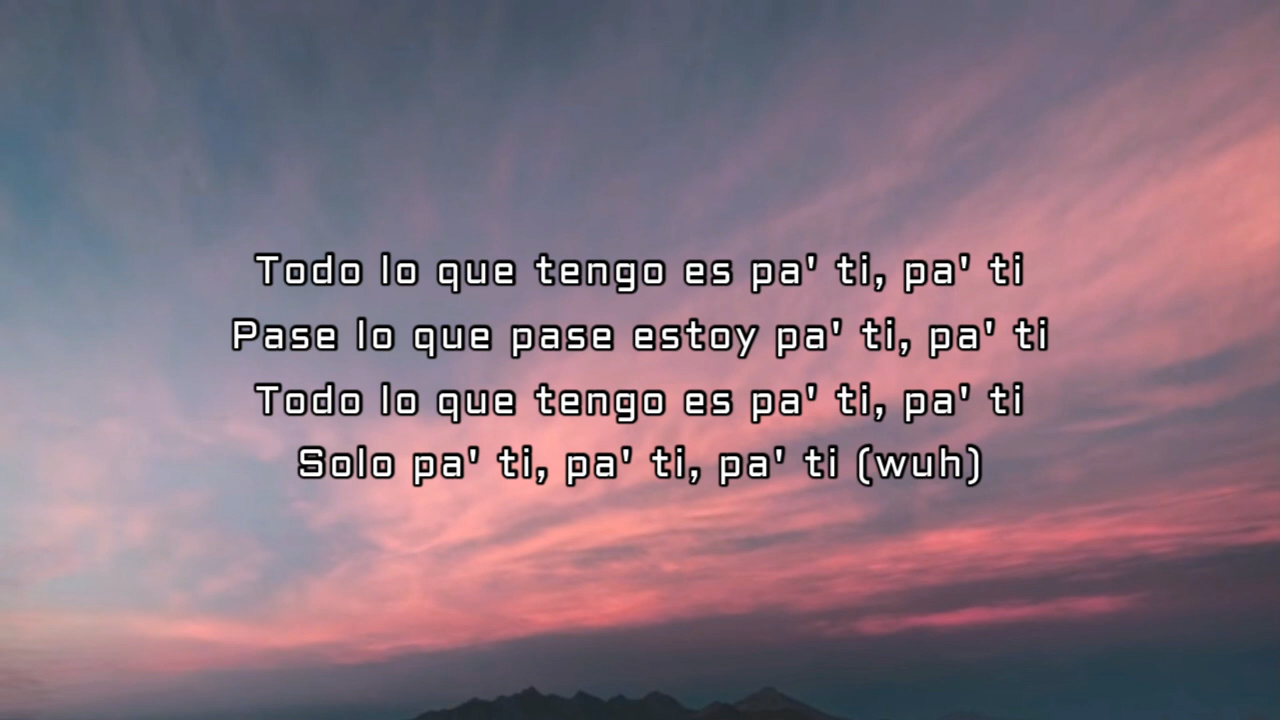 Todo lo que tengo es pa' ti, pa' ti
Pase lo que pase estoy pa' ti, pa' ti
Todo lo que tengo es pa' ti, pa' ti
Solo pa' ti, pa' ti, pa' ti (wuh)